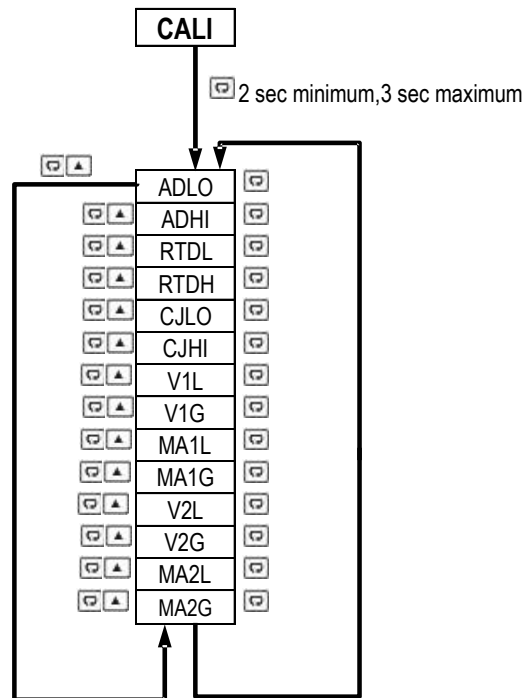 CALI
2 sec minimum,3 sec maximum
ADLO
ADHI
RTDL
RTDH
CJLO
CJHI
V1L
V1G
MA1L
MA1G
V2L
V2G
MA2L
MA2G